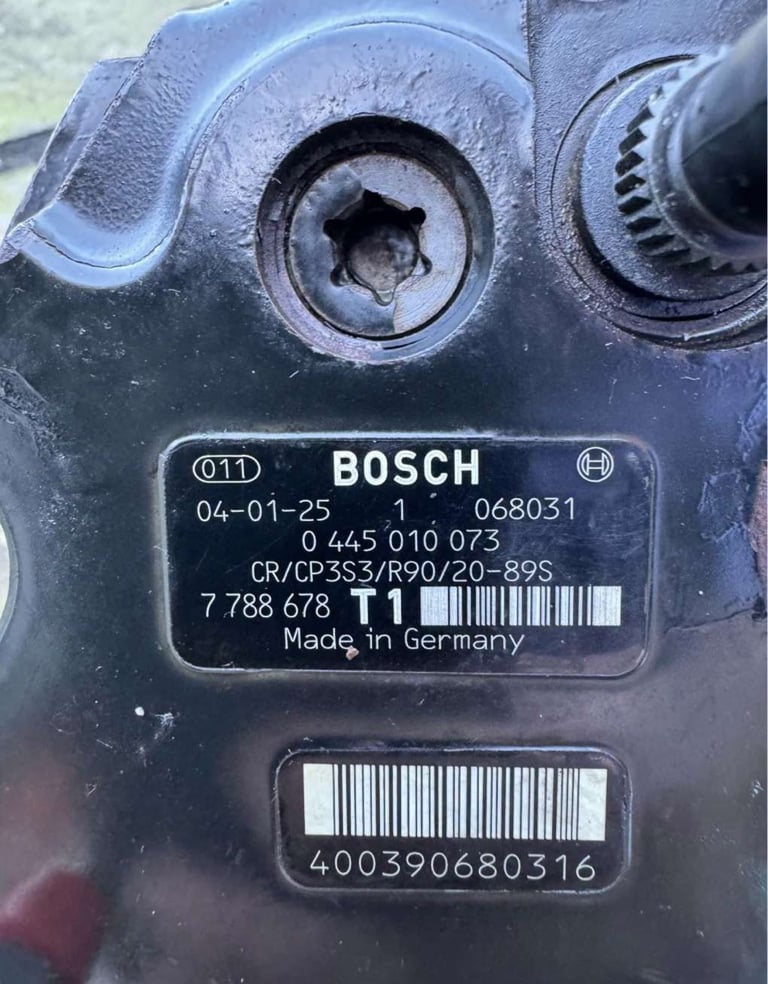 011 BOSCH
04-01-25 1 068031
0 445 010 073
CR/CP3S3/R90/20-89S
7 788 678 T1
Made in Germany
400390680316